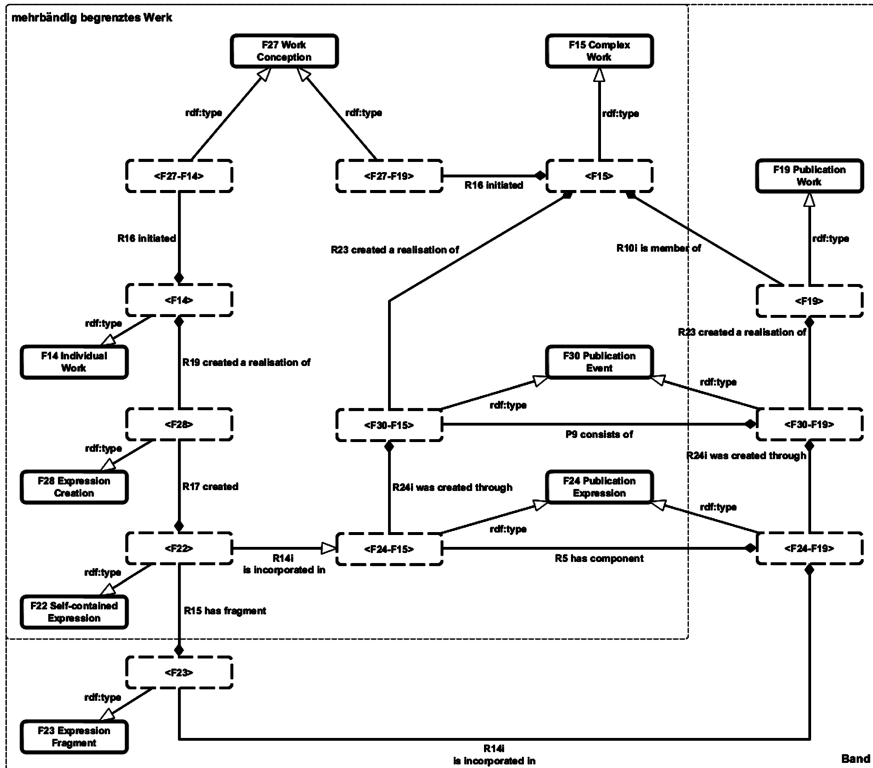 mehrbändig begrenztes Werk
F27 Work
Conception
F15 Complex
Work
rdf:type
rdf:type
rdf:type
<F27-F14>
<F27-F19>
R16 initiated
<F15>
F19 Publication
Work
R16 initiated
R23 created a realisation of
R10i is member of
rdf:type
<F14>
<F19>
rdf:type
F14 Individual
Work
R19 created a realisation of
R23 created a realisation of
F30 Publication
Event
rdf:type
rdf:type
<F28>
<F30-F15>
P9 consists of
<F30-F19>
rdf:type
F28 Expression
Creation
R17 created
R24i was created through
R24i was created through
F24 Publication
Expression
rdf:type
rdf:type
<F22>
R14i
is incorporated in
<F24-F15>
R5 has component
<F24-F19>
rdf:type
F22 Self-contained
Expression
R15 has fragment
<F23>
rdf:type
F23 Expression
Fragment
R14i
is incorporated in
Band